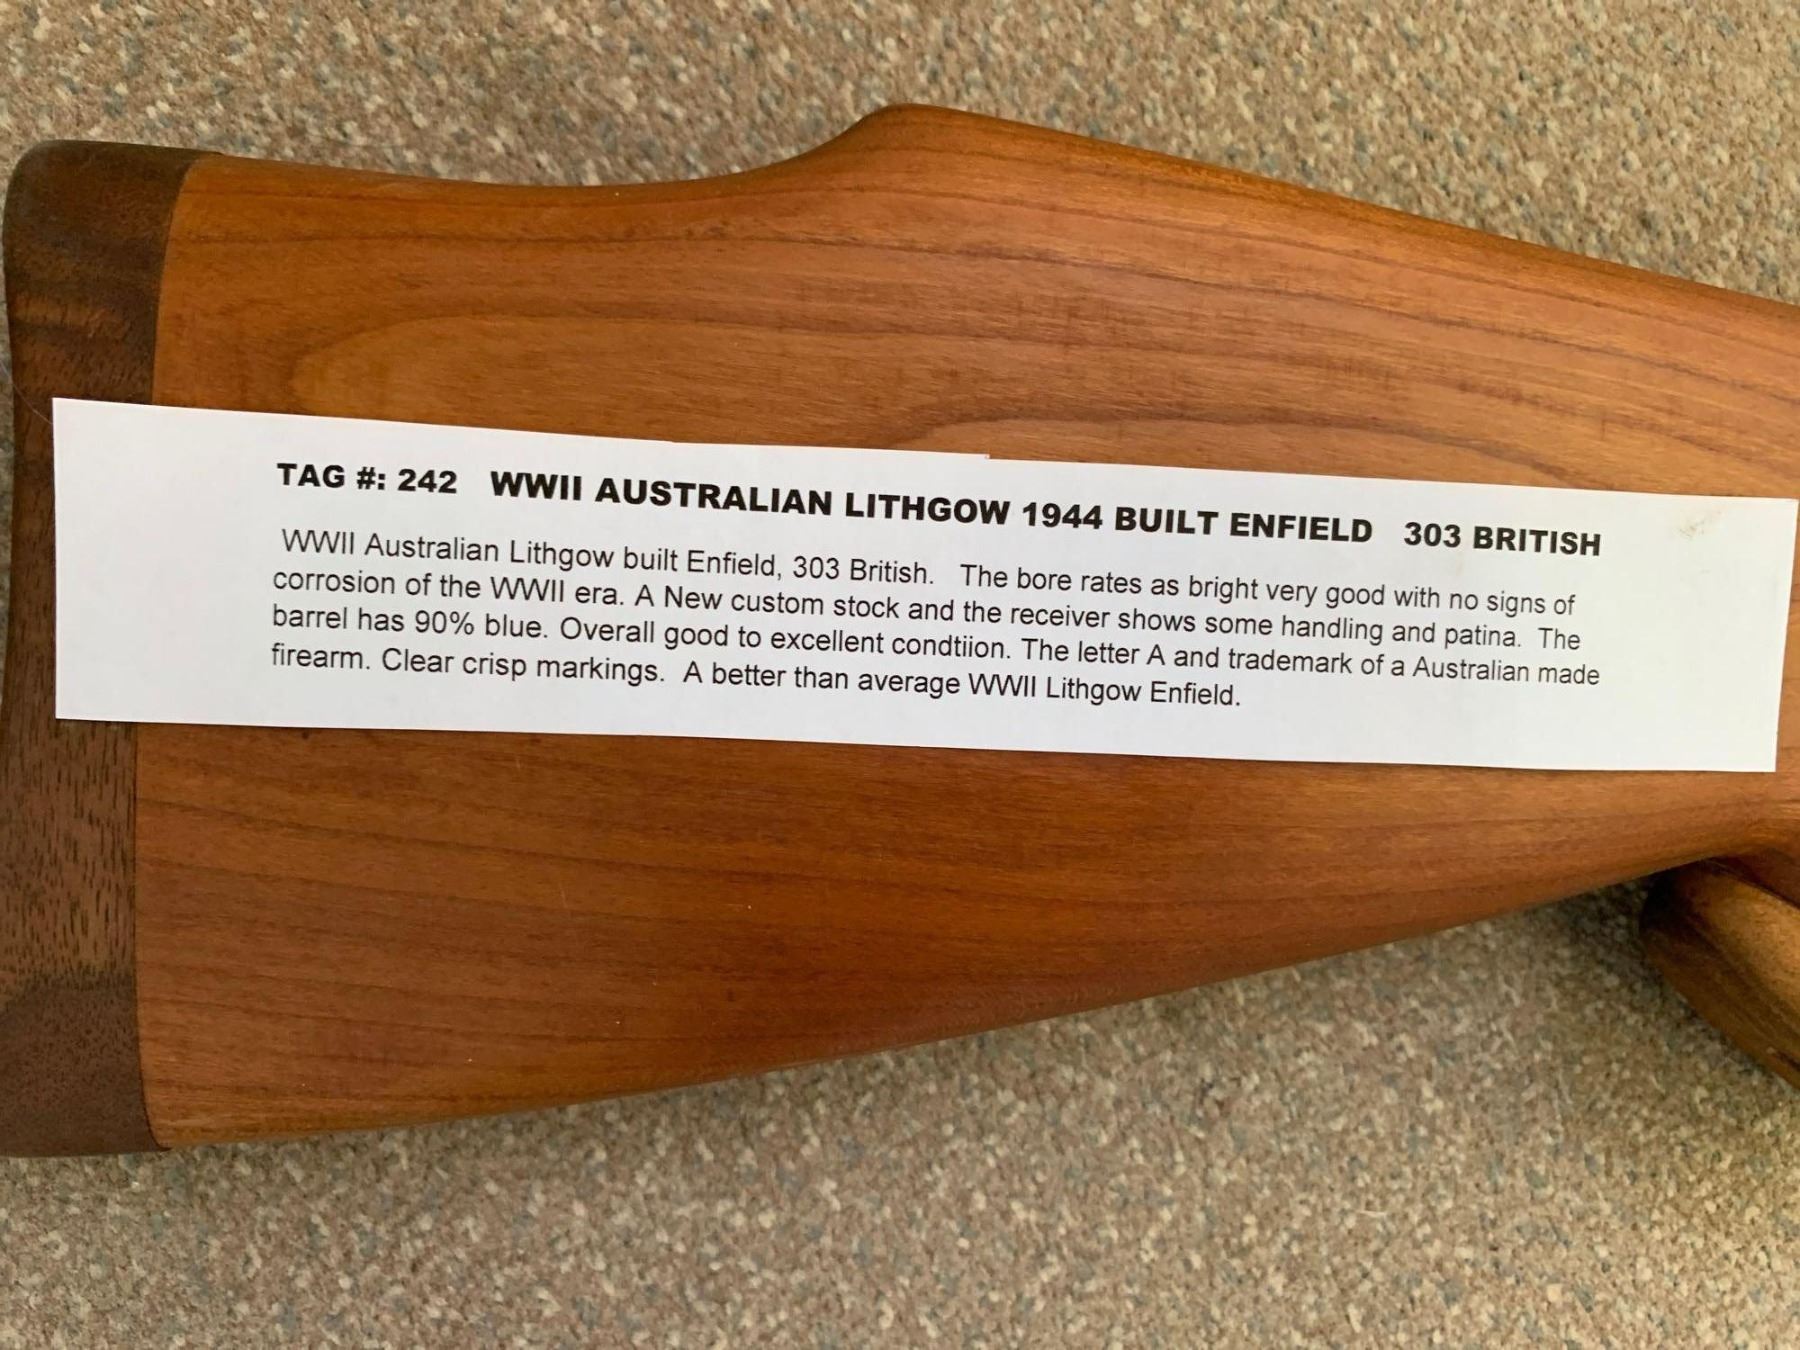 TAG #: 242 WWII AUSTRALIAN LITHGOW 1944 BUILT ENFIELD 303 BRITISH
WWII Australian Lithgow built Enfield, 303 British. The bore rates as bright very good with no signs of
corrosion of the WWII era. A New custom stock and the receiver shows some handling and patina. The
barrel has 90% blue. Overall good to excellent condtiion. The letter A and trademark of a Australian made
firearm. Clear crisp markings. A better than average WWII Lithgow Enfield.